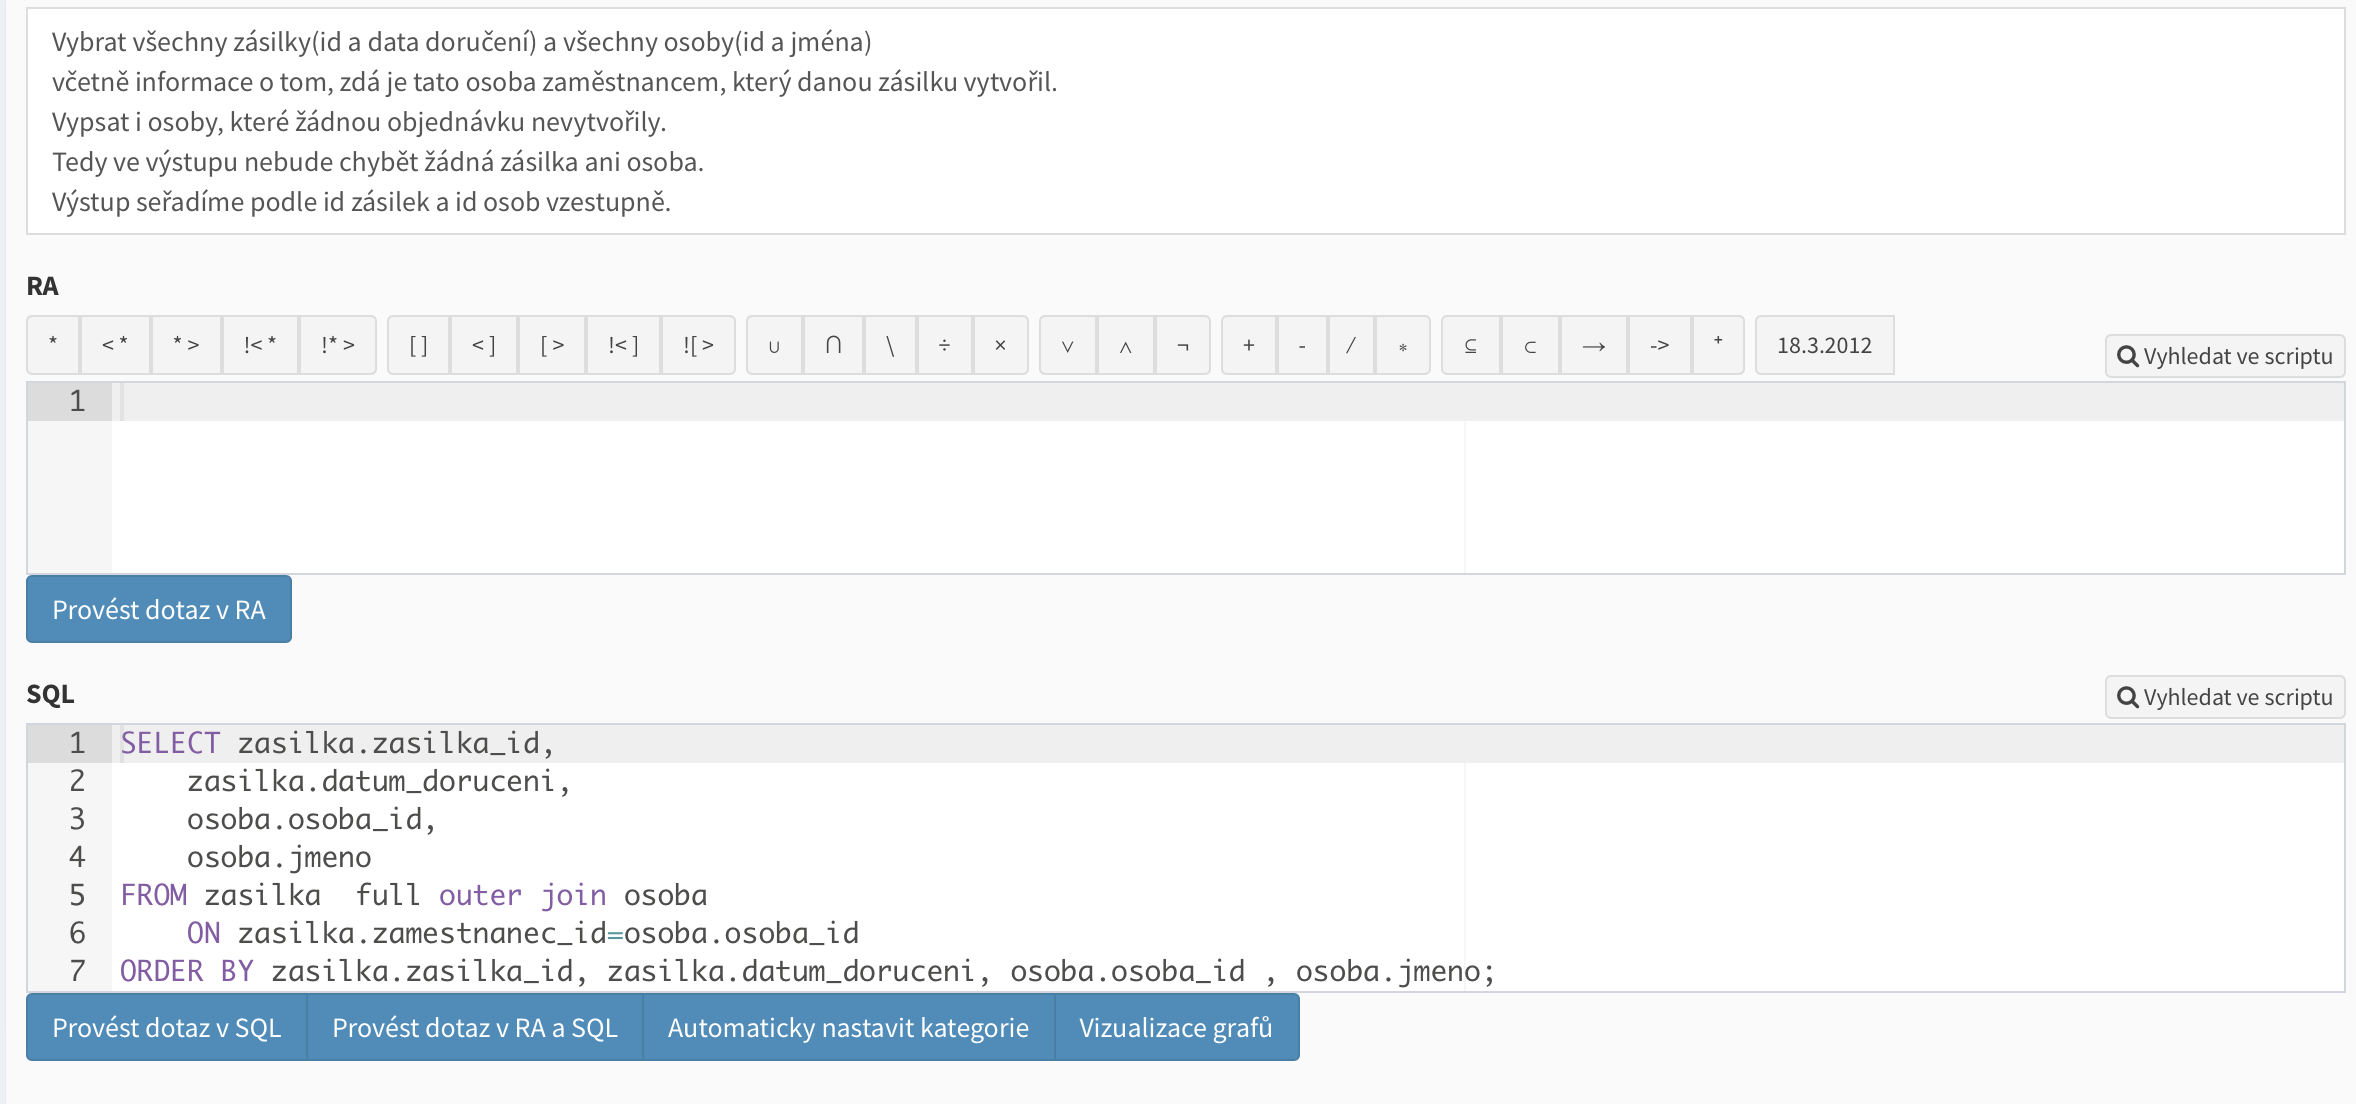 Vybrat všechny zásilky(id a data doručení) a všechny osoby(id a jména)
včetně informace o tom, zdá je tato osoba zaměstnancem, který danou zásilku vytvořil.
Vypsat i osoby, které žádnou objednávku nevytvořily.
Tedy ve výstupu nebude chybět žádná zásilka ani osoba.
Výstup seřadíme podle id zásilek a id osob vzestupně.
RA
* <* *> !<* !*> [] <] [> !<] ![> ∪ ∩ \ ÷ × ∨ ∧ ¬ + - / * ⊆ ⊂ → -> + 18.3.2012 Vyhledat ve scriptu
1
Provést dotaz v RA
SQL Vyhledat ve scriptu
1 SELECT zasilka.zasilka_id,
2 zasilka.datum_doruceni,
3 osoba.osoba_id,
4 osoba.jmeno
5 FROM zasilka  full outer join osoba
6 ON zasilka.zamestnanec_id=osoba.osoba_id
7 ORDER BY zasilka.zasilka_id, zasilka.datum_doruceni, osoba.osoba_id , osoba.jmeno;
Provést dotaz v SQL Provést dotaz v RA a SQL Automaticky nastavit kategorie Vizualizace grafů